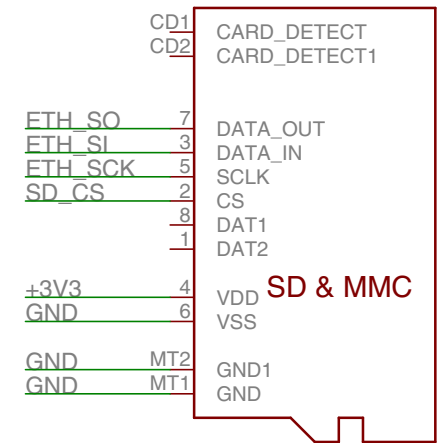 CD1 CARD_DETECT
CD2 CARD_DETECT1
ETH_SO 7 DATA_OUT
ETH_SI 3 DATA_IN
ETH_SCK 5 SCLK
SD_CS 2 CS
8 DAT1
1 DAT2
+3V3 4 VDD SD & MMC
GND 6 VSS
GND MT2 GND1
GND MT1 GND